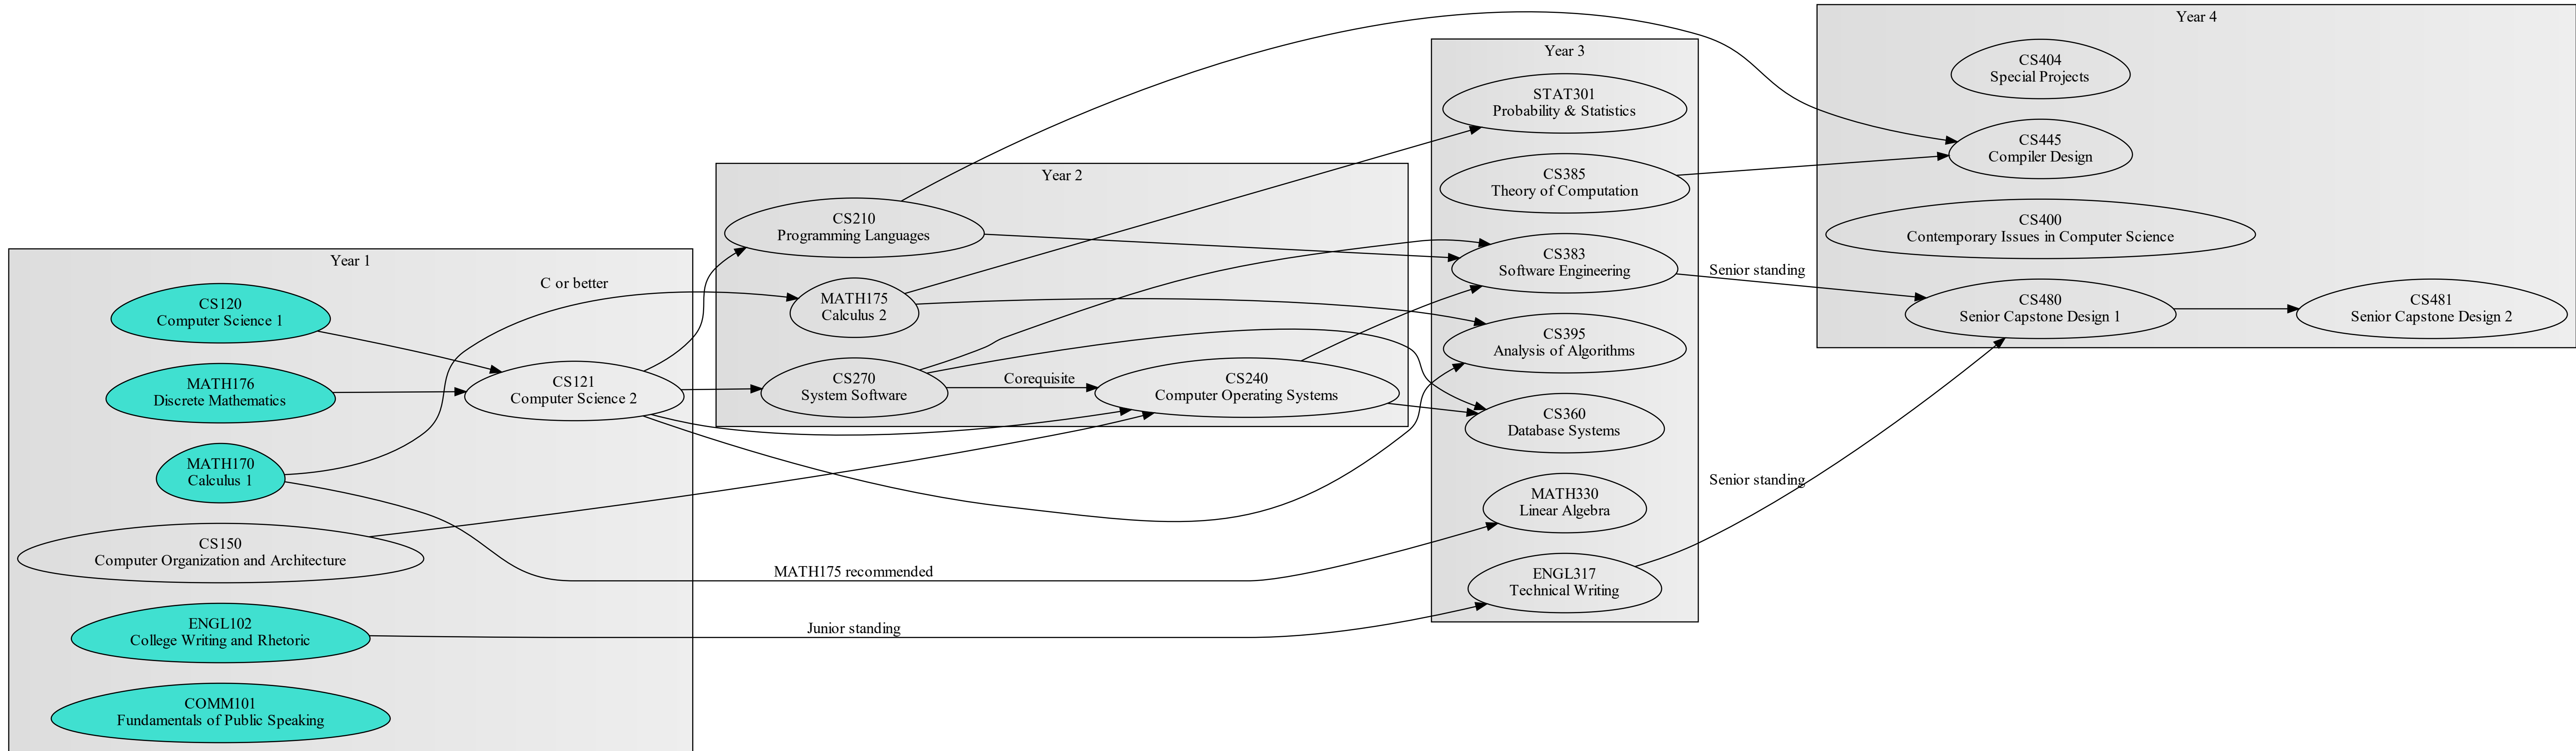 Year 1
CS120
Computer Science 1
MATH176
Discrete Mathematics
MATH170
Calculus 1
CS150
Computer Organization and Architecture
ENGL102
College Writing and Rhetoric
COMM101
Fundamentals of Public Speaking
CS121
Computer Science 2
C or better
MATH175 recommended
Junior standing
Year 2
CS210
Programming Languages
MATH175
Calculus 2
CS270
System Software
Corequisite
CS240
Computer Operating Systems
Year 3
STAT301
Probability & Statistics
CS385
Theory of Computation
CS383
Software Engineering
CS395
Analysis of Algorithms
CS360
Database Systems
MATH330
Linear Algebra
ENGL317
Technical Writing
Senior standing
Senior standing
Year 4
CS404
Special Projects
CS445
Compiler Design
CS400
Contemporary Issues in Computer Science
CS480
Senior Capstone Design 1
CS481
Senior Capstone Design 2